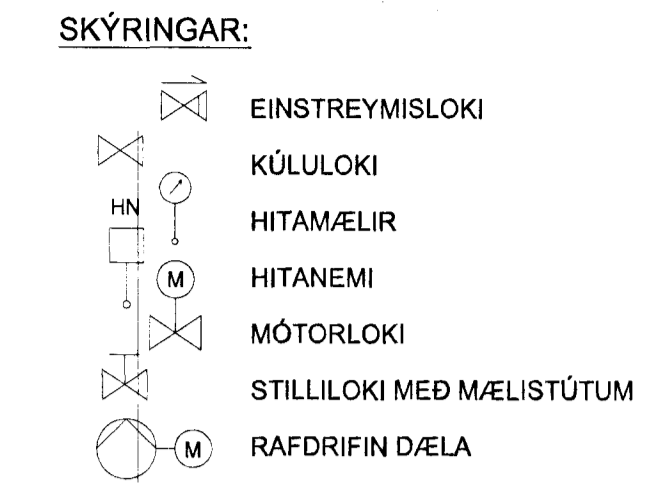 SKÝRINGAR:
EINSTREYMISLOKI
KÚLULOKI
HN
HITAMÆLIR
M
HITANEMI
MÓTORLOKI
STILLILOKI MEÐ MÆLISTÚTUM
M
RAFDRIFIN DÆLA